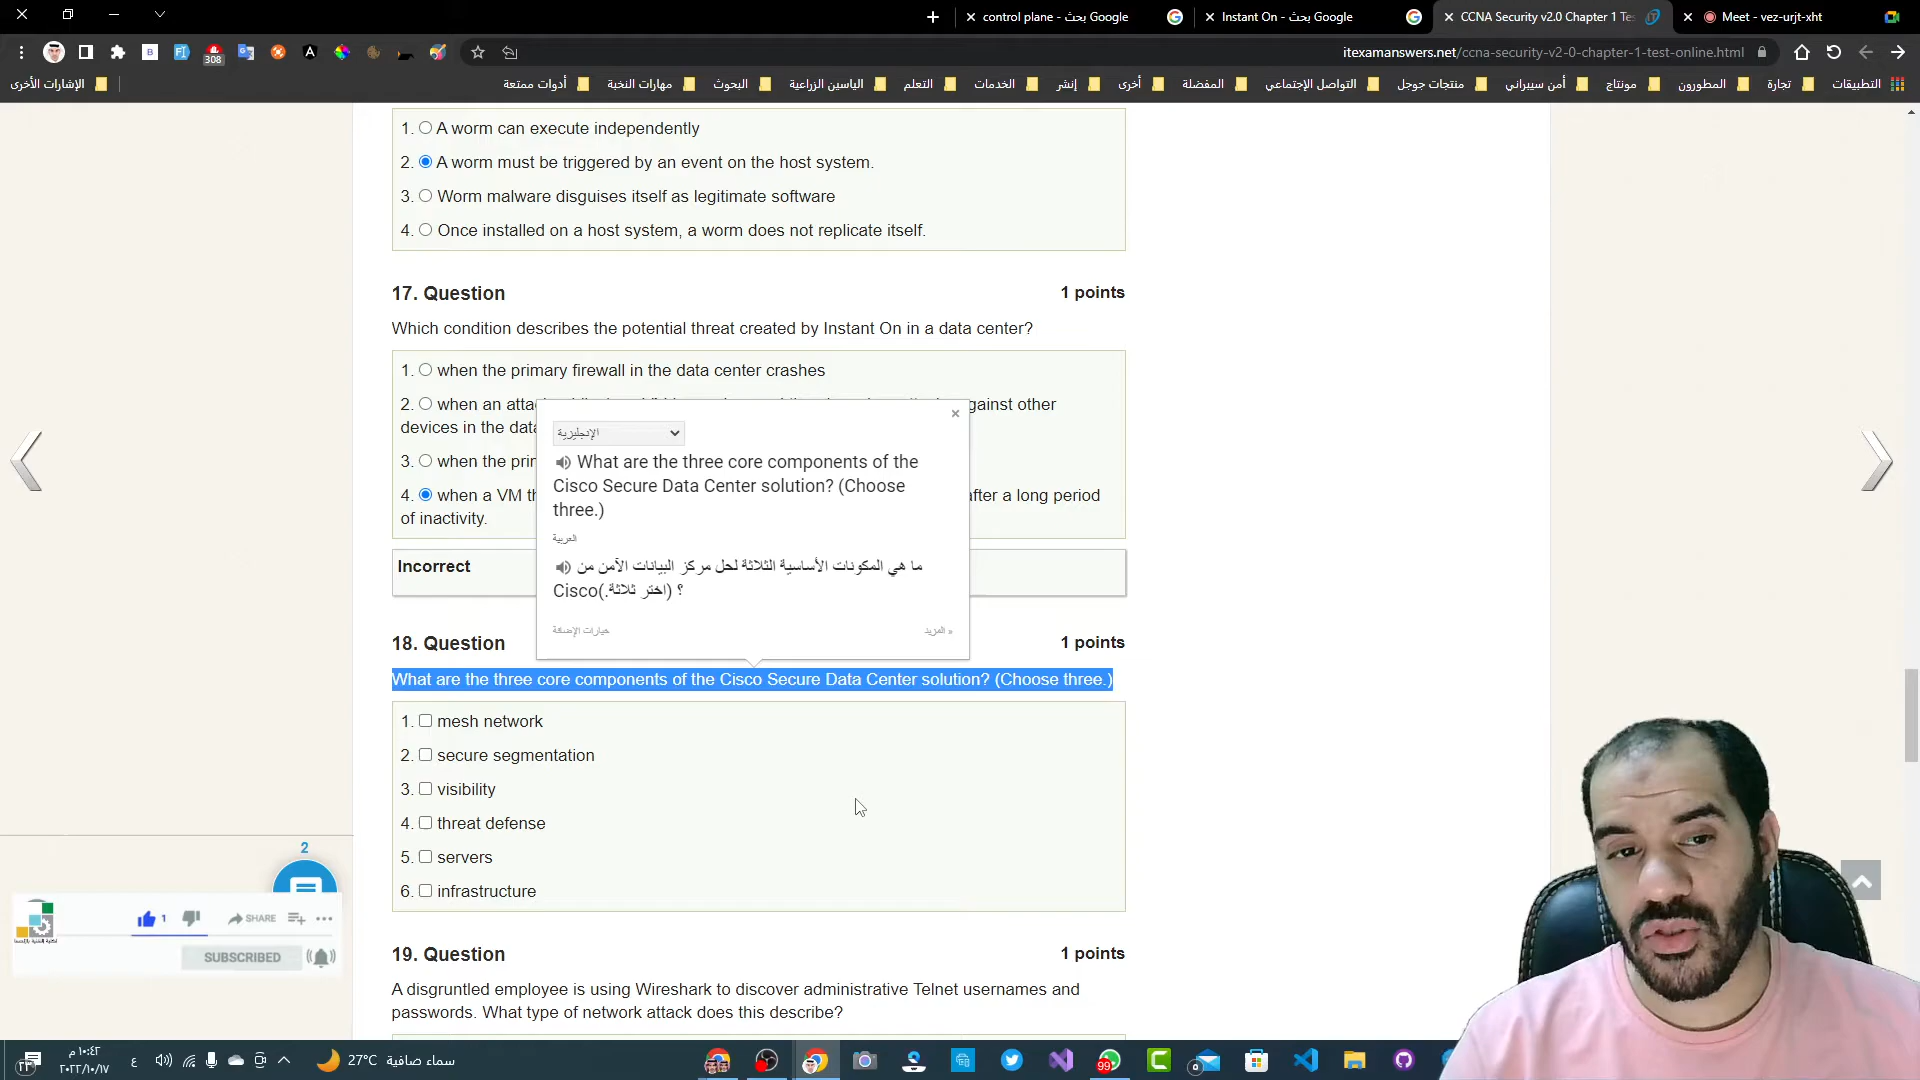 control plane - بحث Google
Instant On - بحث Google
CCNA Security v2.0 Chapter 1 Te
Meet - vez-urjt-xht
308
itexamanswers.net/ccna-security-v2-0-chapter-1-test-online.html
التطبيقات
تجارة
المطورون
مونتاج
أمن سيبراني
منتجات جوجل
التواصل الإجتماعي
المفضلة
أخرى
إنشر
الخدمات
التعلم
الياسين الزراعية
البحوث
مهارات النخبة
أدوات ممتعة
الإشارات الأخرى
1. A worm can execute independently
2. A worm must be triggered by an event on the host system.
3. Worm malware disguises itself as legitimate software
4. Once installed on a host system, a worm does not replicate itself.
17. Question
1 points
Which condition describes the potential threat created by Instant On in a data center?
1. when the primary firewall in the data center crashes
2. when an atta
gainst other
devices in the data
3. when the prin
4. when a VM th
after a long period
of inactivity.
Incorrect
الإنجليزية
What are the three core components of the
Cisco Secure Data Center solution? (Choose
three.)
العربية
ما هي المكونات الأساسية الثلاثة لحل مركز البيانات الآمن من
Cisco(اختر ثلاثة.) ؟
خيارات الإضافة
المزيد »
18. Question
1 points
What are the three core components of the Cisco Secure Data Center solution? (Choose three.)
1. mesh network
2. secure segmentation
3. visibility
4. threat defense
5. servers
6. infrastructure
19. Question
1 points
A disgruntled employee is using Wireshark to discover administrative Telnet usernames and
passwords. What type of network attack does this describe?
2
1
SHARE
SUBSCRIBED
١٠:٤٢ م
٢٠٢٢/١٠/١٧
ع
27°C سماء صافية
99